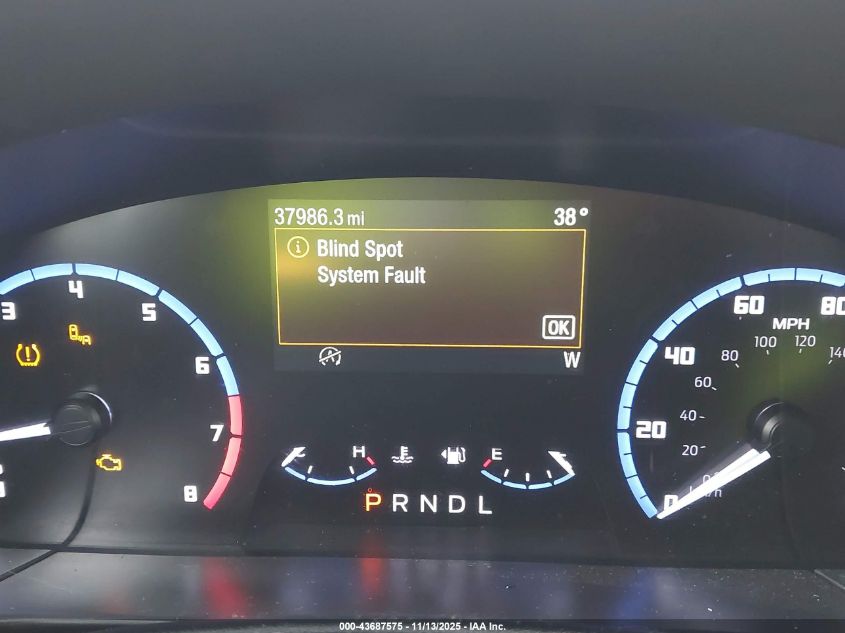 37986.3 mi 38°
Blind Spot
System Fault
OK
W
3 4 5 6 7 8
A
H E
P R N D L
0 20 40 60 80
MPH
20 40 60 80 100 120 140
000-43687575 - 11/13/2025 - IAA Inc.